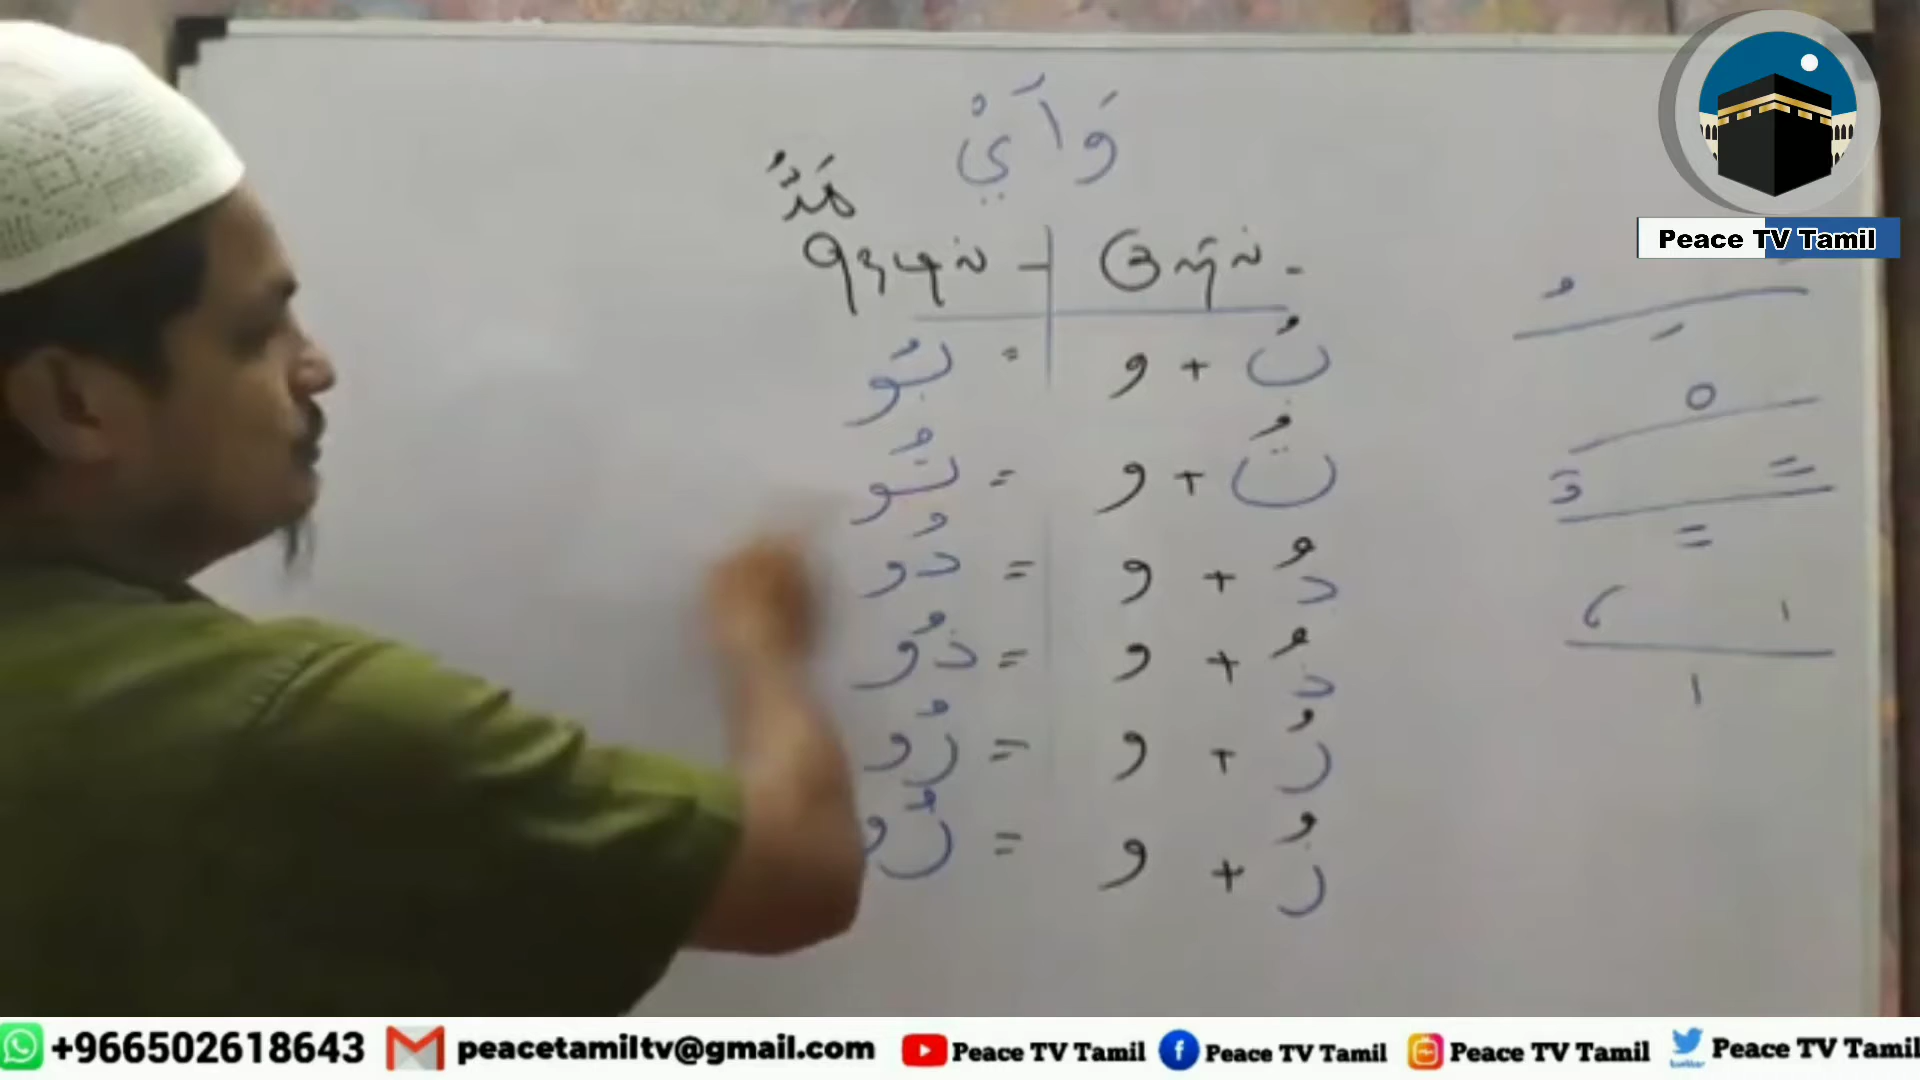 وَ اَ يْ
مَدٌّ
நெடில் - குறில் -
بُ + و = بُو
تُ + و = تُو
دُ + و = دُو
ذُ + و = ذُو
رُ + و = رُو
زُ + و = زُو
Peace TV Tamil
+966502618643 peacetamiltv@gmail.com Peace TV Tamil Peace TV Tamil Peace TV Tamil Peace TV Tamil